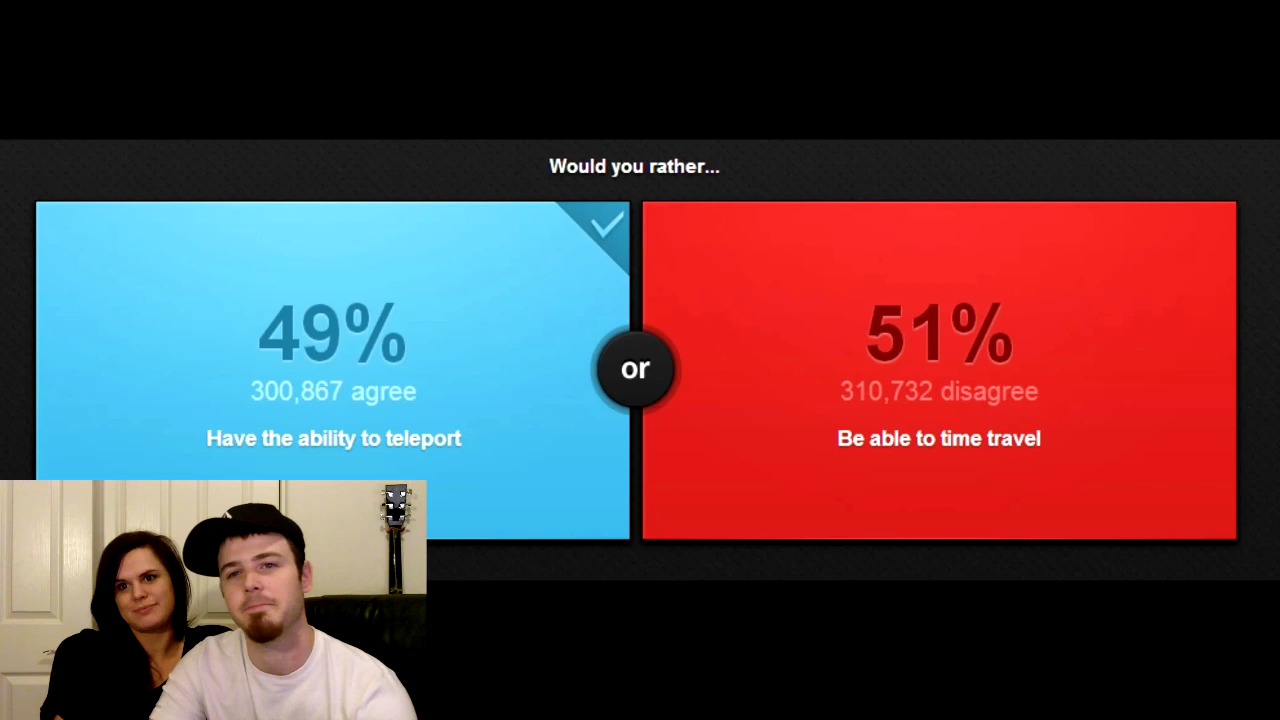 Would you rather...
49%
300,867 agree
Have the ability to teleport
or
51%
310,732 disagree
Be able to time travel